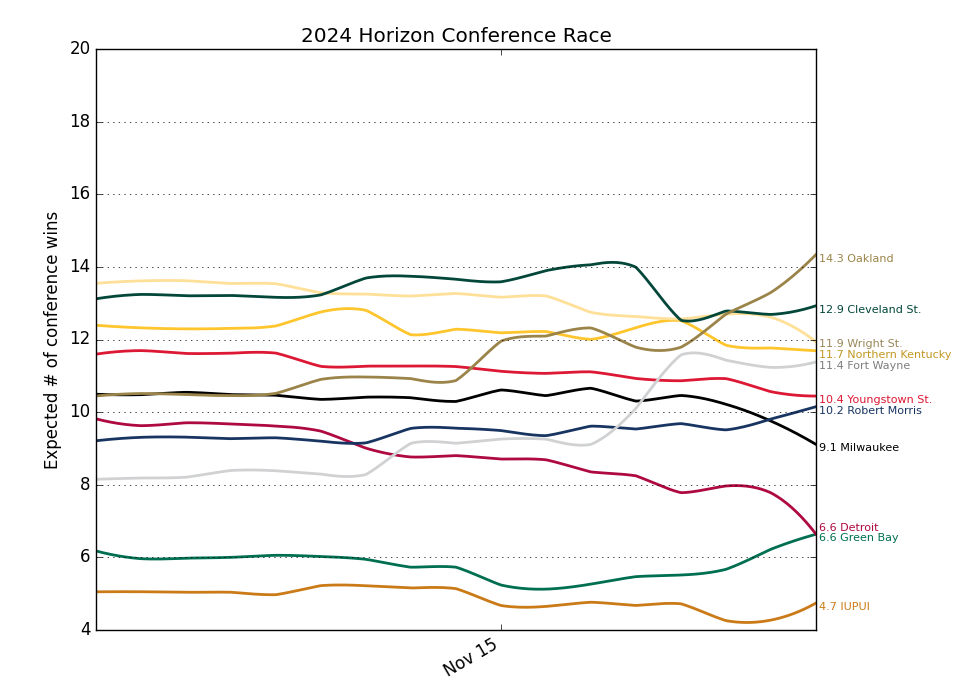 2024 Horizon Conference Race
Expected # of conference wins
20
18
16
14
12
10
8
6
4
Nov 15
14.3 Oakland
12.9 Cleveland St.
11.9 Wright St.
11.7 Northern Kentucky
11.4 Fort Wayne
10.4 Youngstown St.
10.2 Robert Morris
9.1 Milwaukee
6.6 Detroit
6.6 Green Bay
4.7 IUPUI